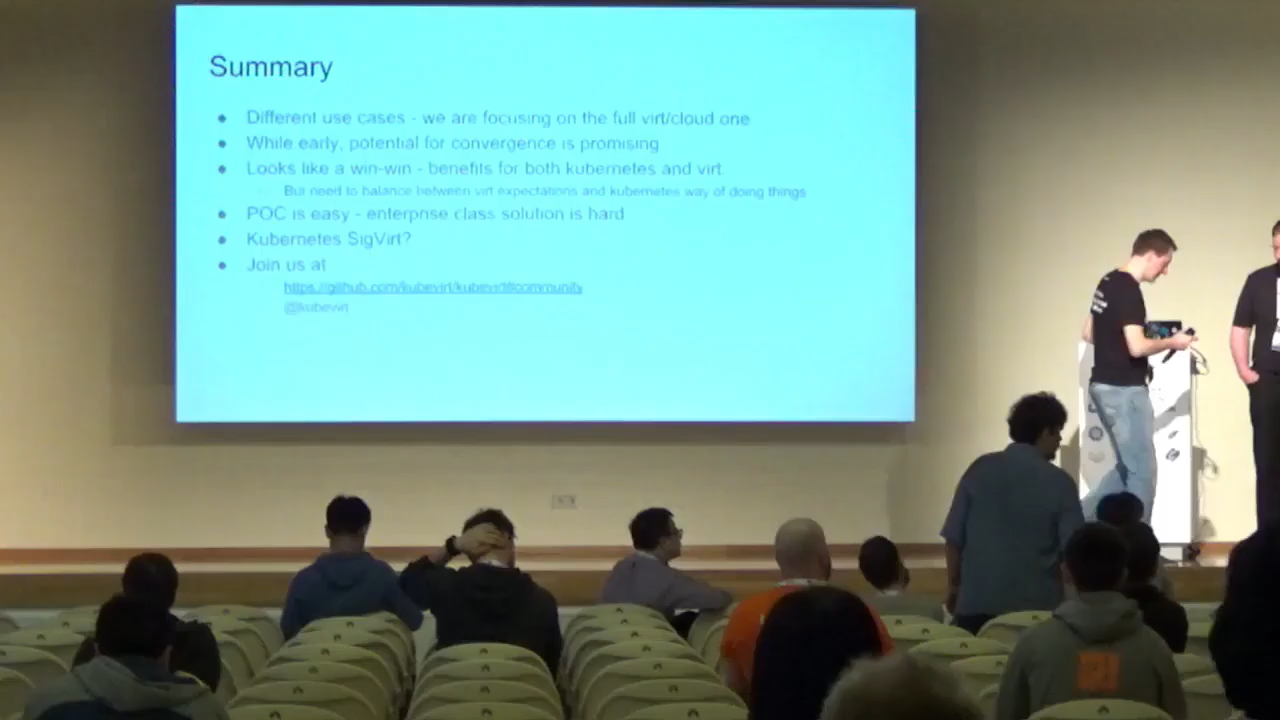 Summary
Different use cases - we are focusing on the full virt/cloud one
While early, potential for convergence is promising
Looks like a win-win - benefits for both kubernetes and virt.
But need to balance between virt expectations and kubernetes way of doing things
POC is easy - enterprise class solution is hard
Kubernetes SigVirt?
Join us at
https://github.com/kubevirt/kubevirt#community
@kubevirt